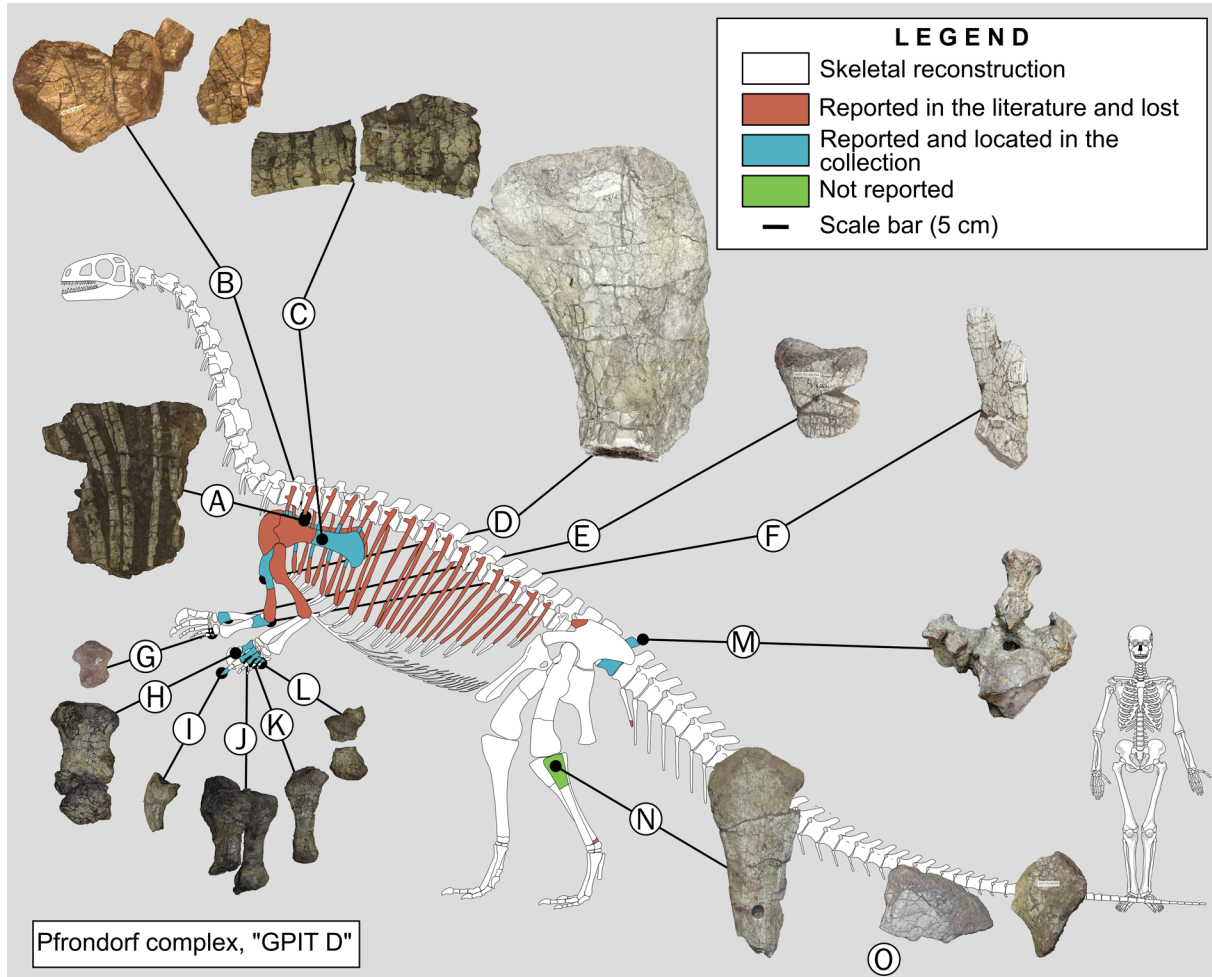 L E G E N D
Skeletal reconstruction
Reported in the literature and lost
Reported and located in the
collection
Not reported
Scale bar (5 cm)
B
C
A
D
E
F
G
H
I
J
K
L
M
N
O
Pfrondorf complex, "GPIT D"